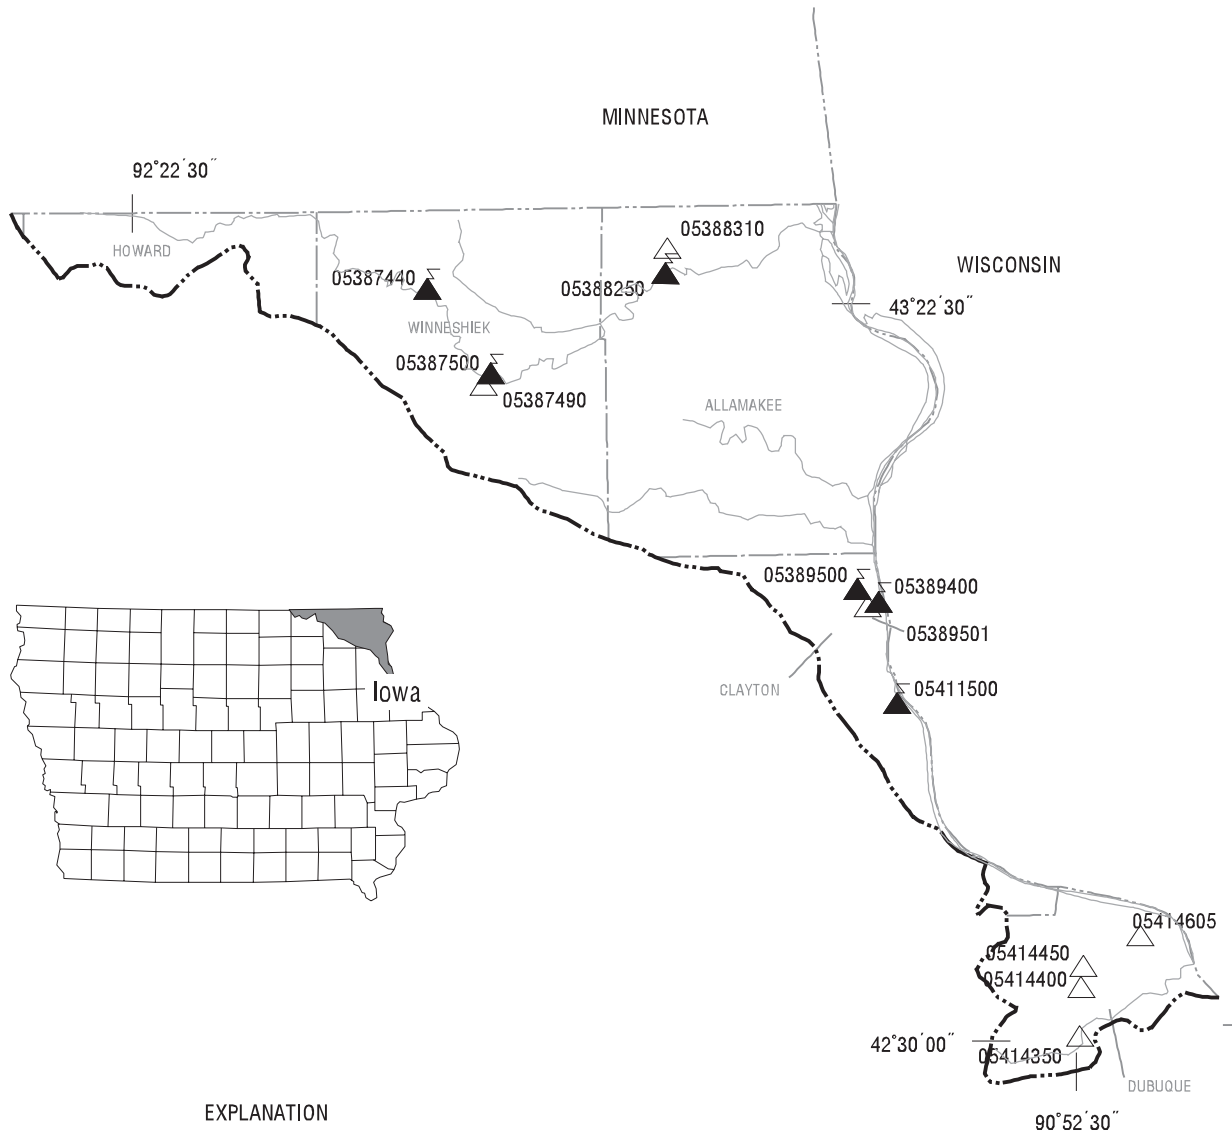 MINNESOTA
92°22′30″
05388310
HOWARD
WISCONSIN
05387440
05388250
43°22′30″
WINNESHIEK
05387500
05387490
ALLAMAKEE
05389500
05389400
05389501
CLAYTON
05411500
Iowa
05414605
05414450
05414400
42°30′00″
05414350
DUBUQUE
EXPLANATION
90°52′30″